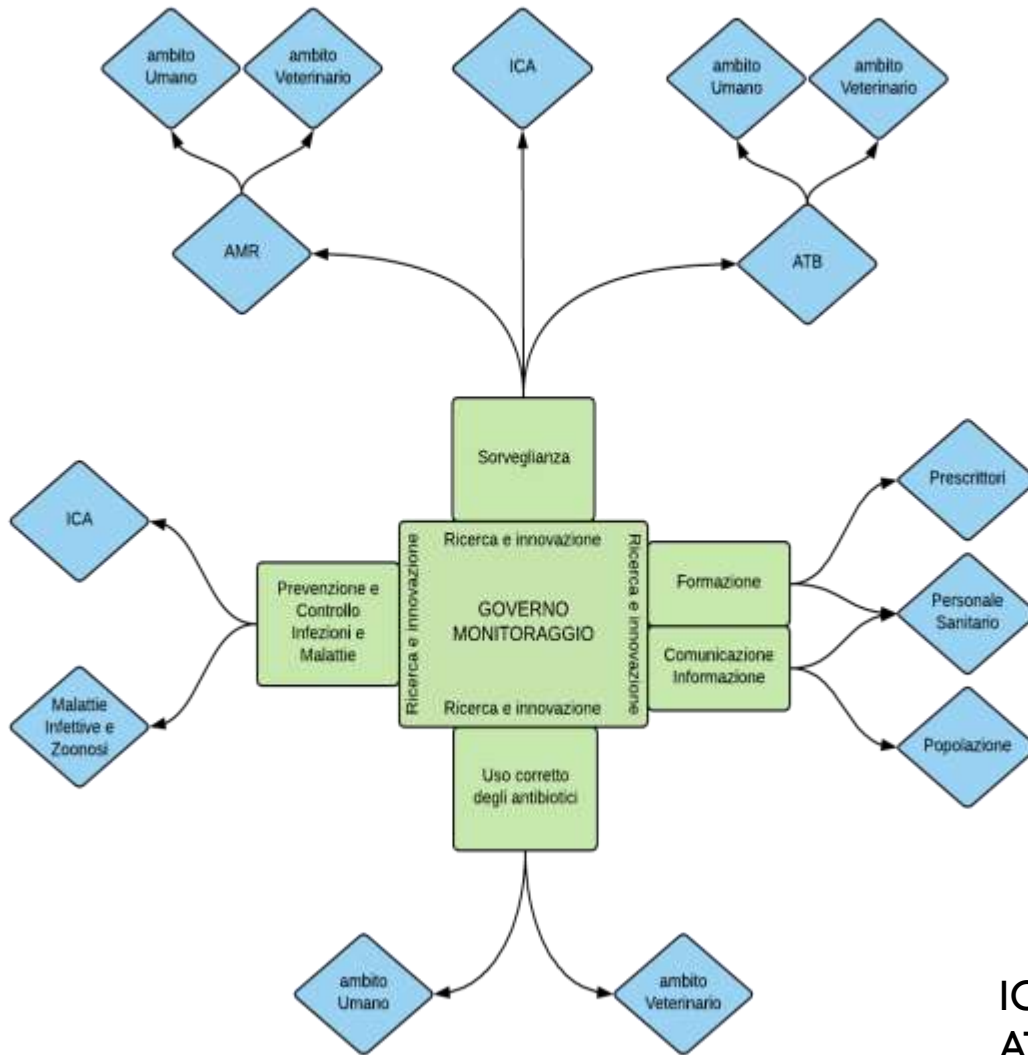 ambito
Umano
ambito
Veterinario
ICA
ambito
Umano
ambito
Veterinario
AMR
ATB
Sorveglianza
Prescrittori
ICA
Ricerca e innovazione
Ricerca e innovazione
Ricerca e innovazione
Formazione
Prevenzione e
Controllo
Infezioni e
Malattie
GOVERNO
MONITORAGGIO
Personale
Sanitario
Comunicazione
Informazione
Malattie
Infettive e
Zoonosi
Ricerca e innovazione
Popolazione
Uso corretto
degli antibiotici
ambito
Umano
ambito
Veterinario